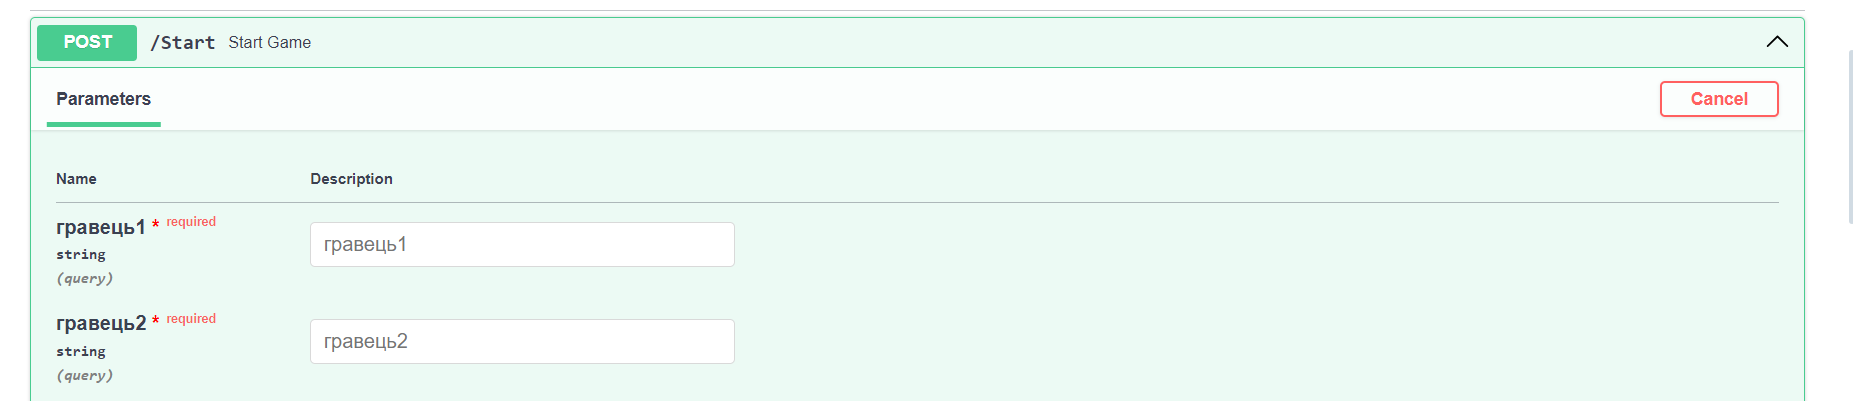 POST /Start Start Game
Parameters Cancel
Name Description
гравець1 * required гравець1
string
(query)
гравець2 * required гравець2
string
(query)